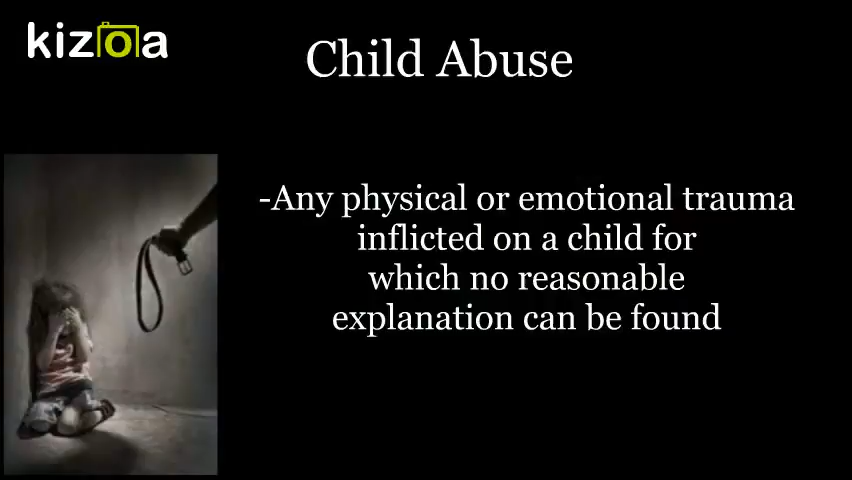 kizoa
Child Abuse
-Any physical or emotional trauma
inflicted on a child for
which no reasonable
explanation can be found